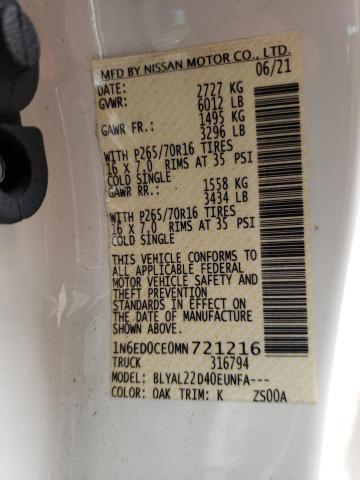 MFD BY NISSAN MOTOR CO., LTD.
DATE: 06/21
GVWR: 2727 KG
6012 LB
GAWR FR.: 1495 KG
3296 LB
WITH P265/70R16 TIRES
16 X 7.0 RIMS AT 35 PSI
COLD SINGLE
GAWR RR.: 1558 KG
3434 LB
WITH P265/70R16 TIRES
16 X 7.0 RIMS AT 35 PSI
COLD SINGLE
THIS VEHICLE CONFORMS TO
ALL APPLICABLE FEDERAL
MOTOR VEHICLE SAFETY AND
THEFT PREVENTION
STANDARDS IN EFFECT ON
THE DATE OF MANUFACTURE
SHOWN ABOVE.
1N6ED0CE0MN721216
TRUCK 316794
MODEL: BLYAL22D40EUNFA---
COLOR: OAK TRIM: K ZS00A